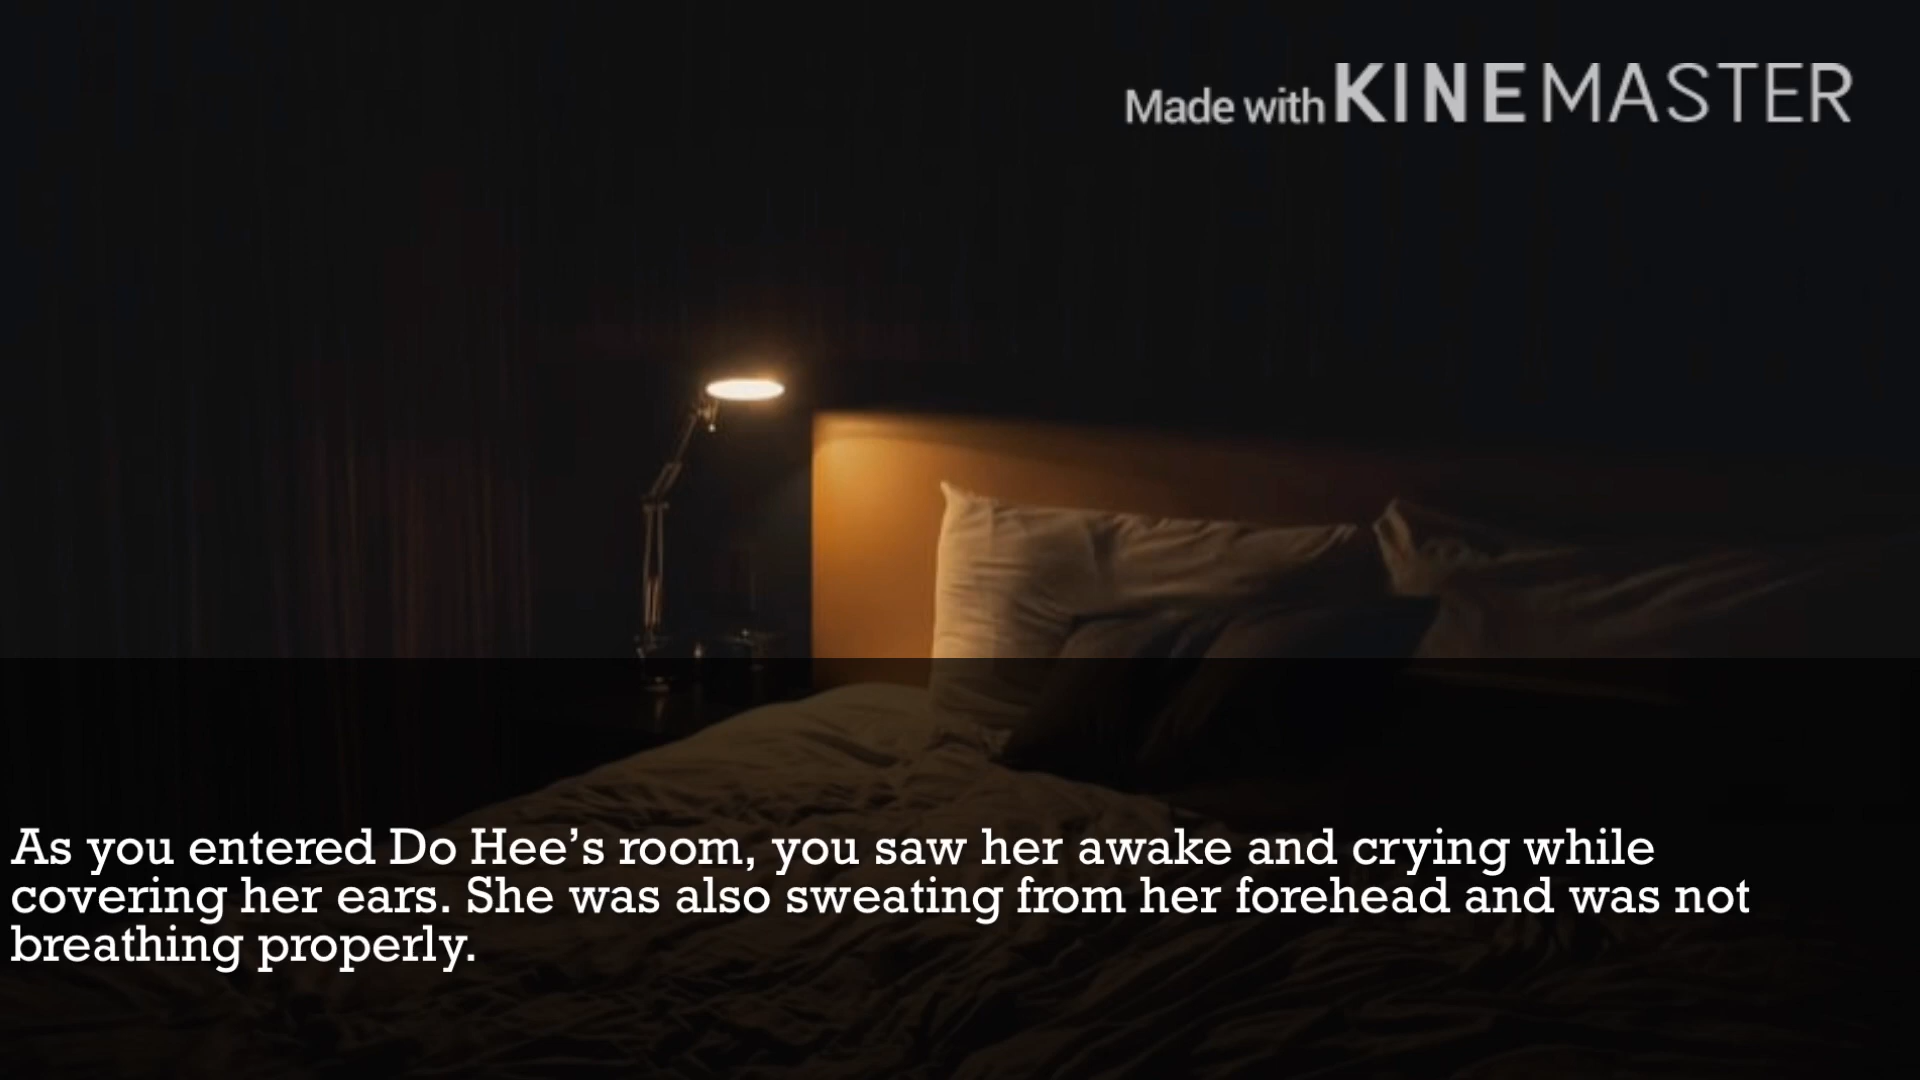 Made with KINEMASTER
As you entered Do Hee’s room, you saw her awake and crying while
covering her ears. She was also sweating from her forehead and was not
breathing properly.